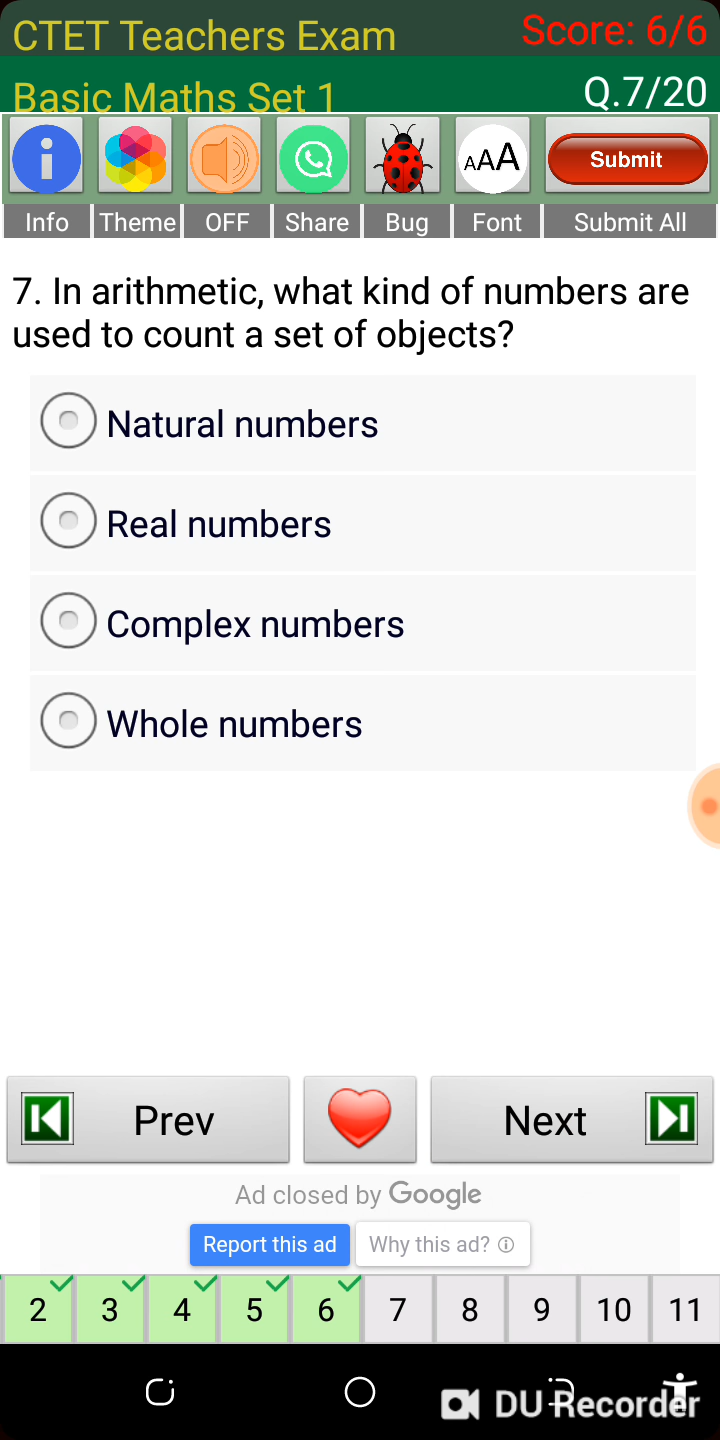 CTET Teachers Exam
Score: 6/6
Basic Maths Set 1
Q.7/20
AAA
Submit
Info
Theme
OFF
Share
Bug
Font
Submit All
7. In arithmetic, what kind of numbers are
used to count a set of objects?
Natural numbers
Real numbers
Complex numbers
Whole numbers
Prev
Next
Ad closed by Google
Report this ad
Why this ad?
2
3
4
5
6
7
8
9
10
11
DU Recorder